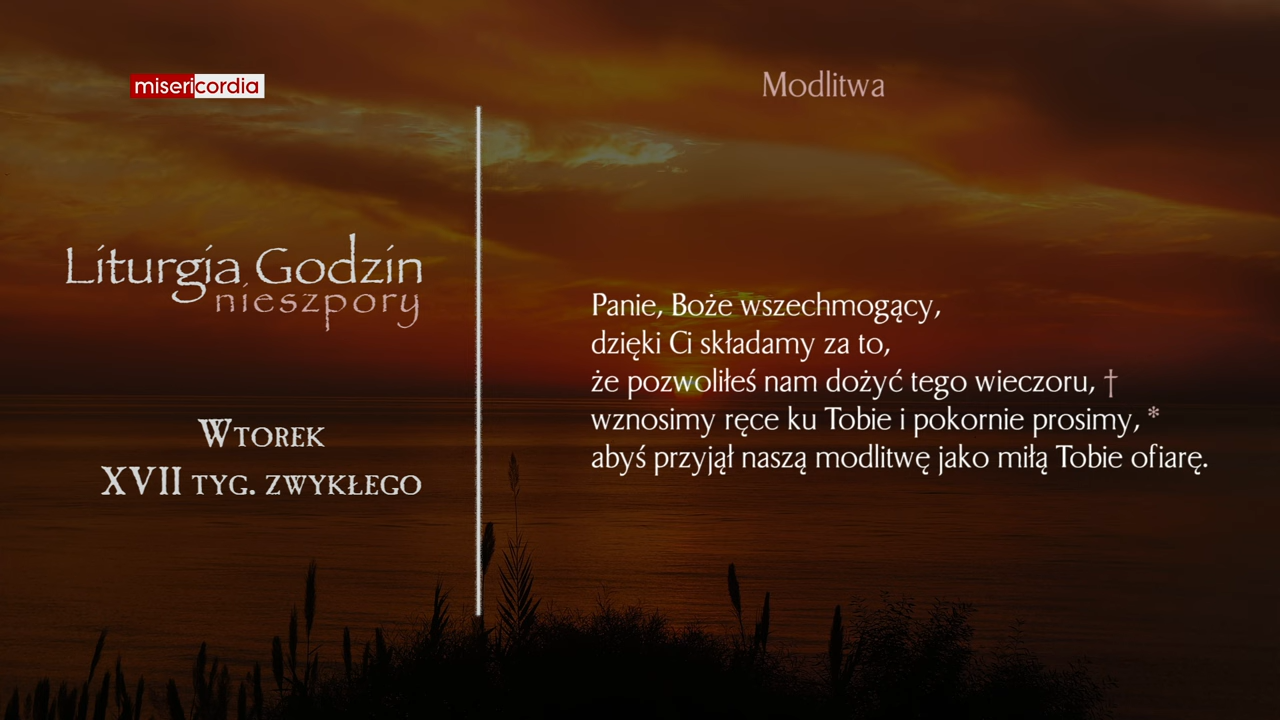 misericordia
Liturgia Godzin
nieszpory
Wtorek
XVII tyg. zwykłego
Modlitwa
Panie, Boże wszechmogący,
dzięki Ci składamy za to,
że pozwoliłeś nam dożyć tego wieczoru, †
wznosimy ręce ku Tobie i pokornie prosimy, *
abyś przyjął naszą modlitwę jako miłą Tobie ofiarę.